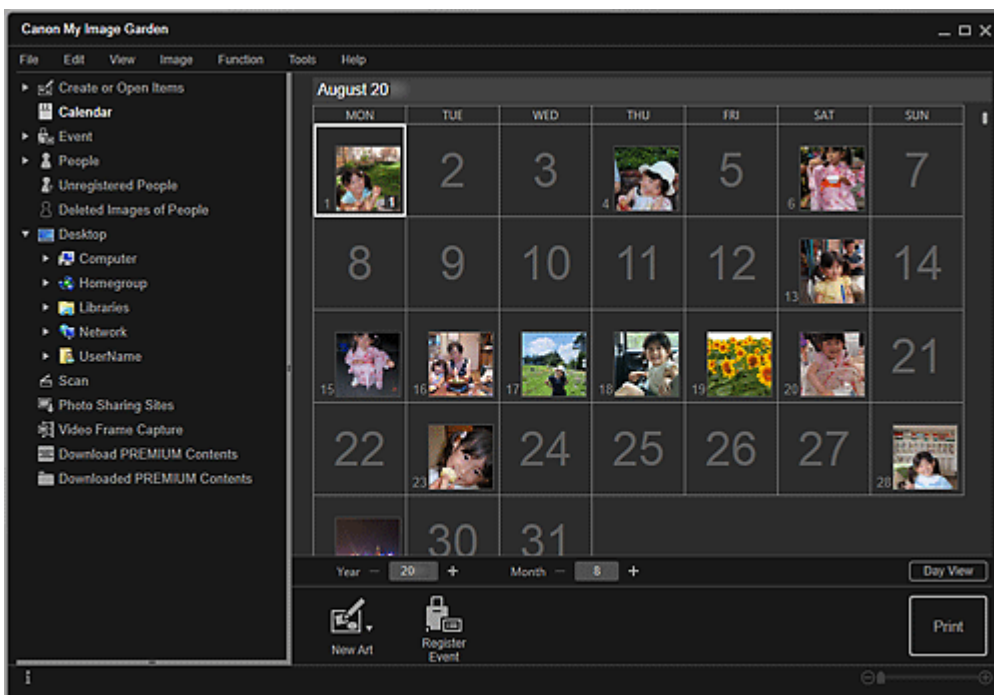 Canon My Image Garden
File Edit View Image Function Tools Help
Create or Open Items
Calendar
Event
People
Unregistered People
Deleted Images of People
Desktop
Computer
Homegroup
Libraries
Network
UserName
Scan
Photo Sharing Sites
Video Frame Capture
Download PREMIUM Contents
Downloaded PREMIUM Contents
August 20
MON TUE WED THU FRI SAT SUN
1 1 2 3 4 5 6 7
8 9 10 11 12 13 14
15 16 17 18 19 20 21
22 23 24 25 26 27 28
30 31
Year − 20 + Month − 8 + Day View
New Art
Register
Event
Print